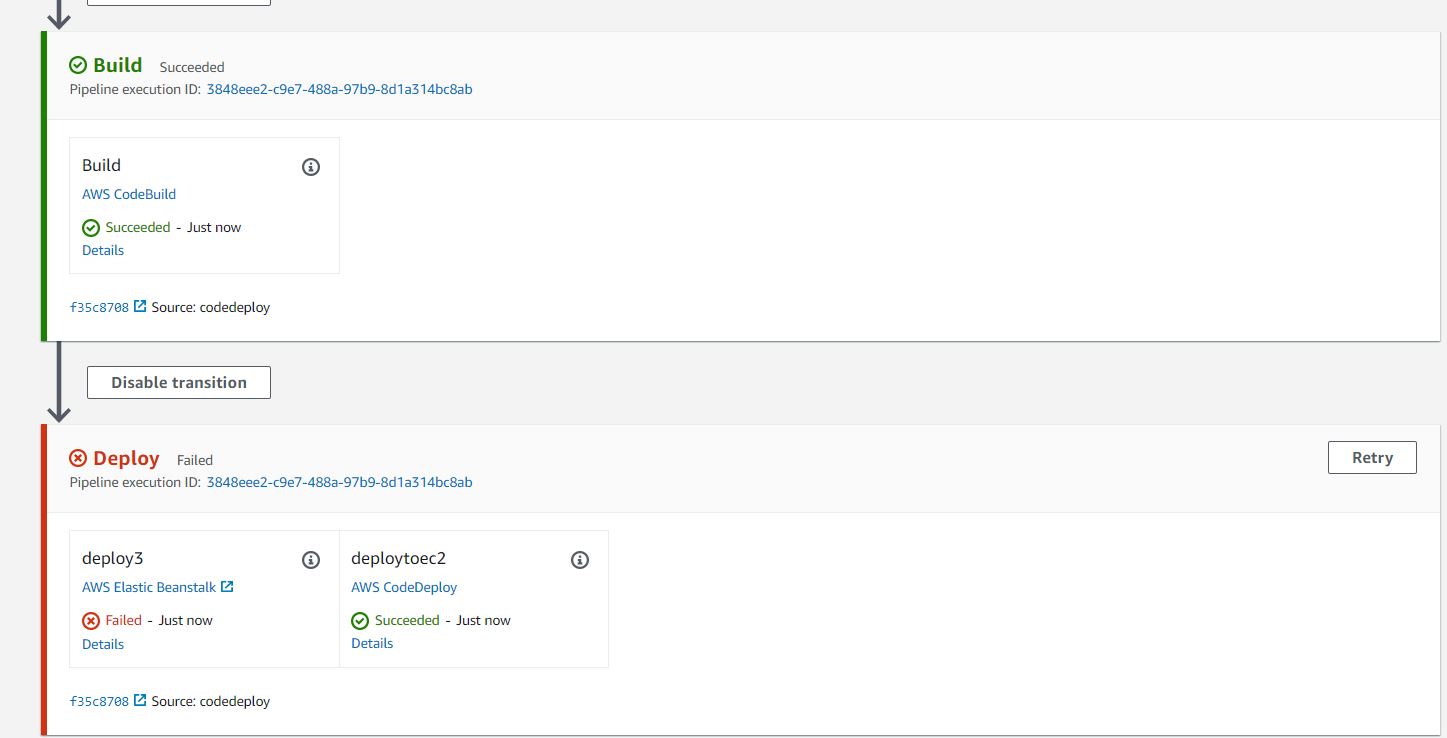 Build Succeeded
Pipeline execution ID: 3848eee2-c9e7-488a-97b9-8d1a314bc8ab
Build
AWS CodeBuild
Succeeded - Just now
Details
f35c8708 Source: codedeploy
Disable transition
Deploy Failed
Retry
Pipeline execution ID: 3848eee2-c9e7-488a-97b9-8d1a314bc8ab
deploy3
AWS Elastic Beanstalk
Failed - Just now
Details
deploytoec2
AWS CodeDeploy
Succeeded - Just now
Details
f35c8708 Source: codedeploy